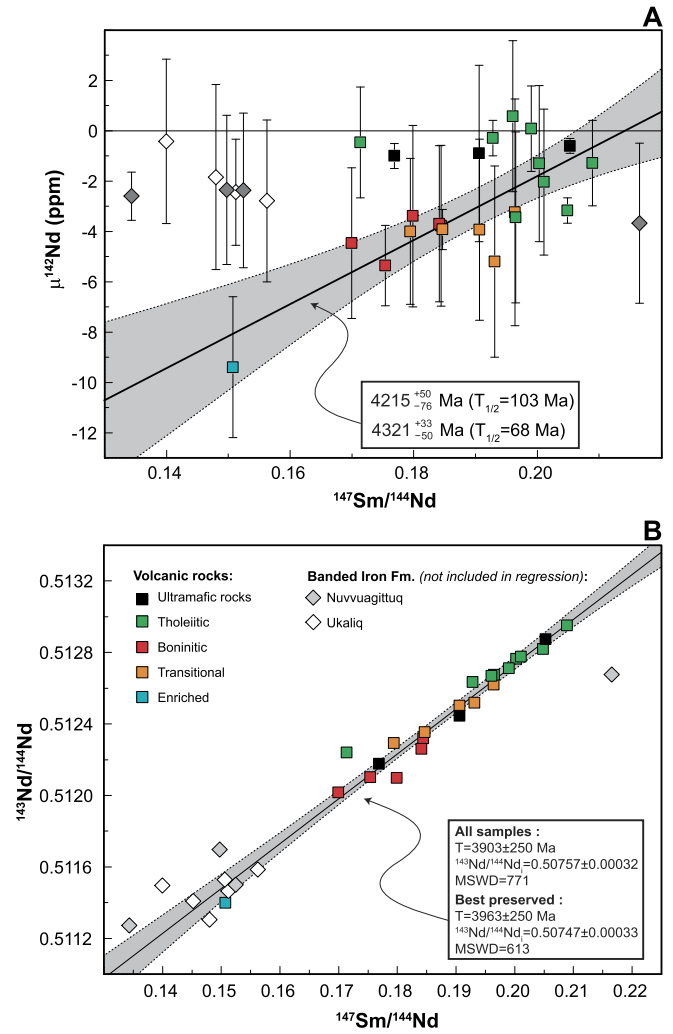 A
2
0
-2
-4
-6
-8
-10
-12
μ¹⁴²Nd (ppm)
4215 +50 −76 Ma (T1/2=103 Ma)
4321 +33 −50 Ma (T1/2=68 Ma)
0.14 0.16 0.18 0.20
¹⁴⁷Sm/¹⁴⁴Nd
B
0.5132
0.5128
0.5124
0.5120
0.5116
0.5112
¹⁴³Nd/¹⁴⁴Nd
Volcanic rocks:
Ultramafic rocks
Tholeiitic
Boninitic
Transitional
Enriched
Banded Iron Fm. (not included in regression):
Nuvvuagittuq
Ukaliq
All samples :
T=3903±250 Ma
¹⁴³Nd/¹⁴⁴Ndi=0.50757±0.00032
MSWD=771
Best preserved :
T=3963±250 Ma
¹⁴³Nd/¹⁴⁴Ndi=0.50747±0.00033
MSWD=613
0.14 0.15 0.16 0.17 0.18 0.19 0.20 0.21 0.22
¹⁴⁷Sm/¹⁴⁴Nd